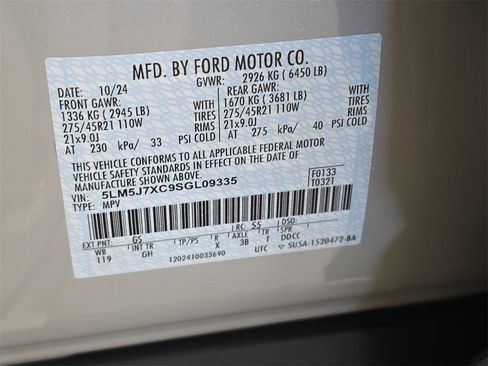 MFD. BY FORD MOTOR CO.
DATE: 10/24 GVWR: 2926 KG ( 6450 LB)
FRONT GAWR: REAR GAWR:
1336 KG ( 2945 LB) 1670 KG ( 3681 LB)
275/45R21 110W TIRES 275/45R21 110W TIRES
21x9.0J RIMS 21x9.0J RIMS
AT 230 kPa/ 33 PSI COLD AT 275 kPa/ 40 PSI COLD
THIS VEHICLE CONFORMS TO ALL APPLICABLE FEDERAL MOTOR
VEHICLE SAFETY STANDARDS IN EFFECT ON THE DATE OF
MANUFACTURE SHOWN ABOVE.
VIN: 5LM5J7XC9SGL09335 F0133
TYPE: MPV T0321
EXT PNT: GS RC: 55 DSO:
WB INT TR TP/PS R AXLE TR SPR
119 GH X 3B T DDCC
1202410033690 UTC 5U5A-1520472-BA